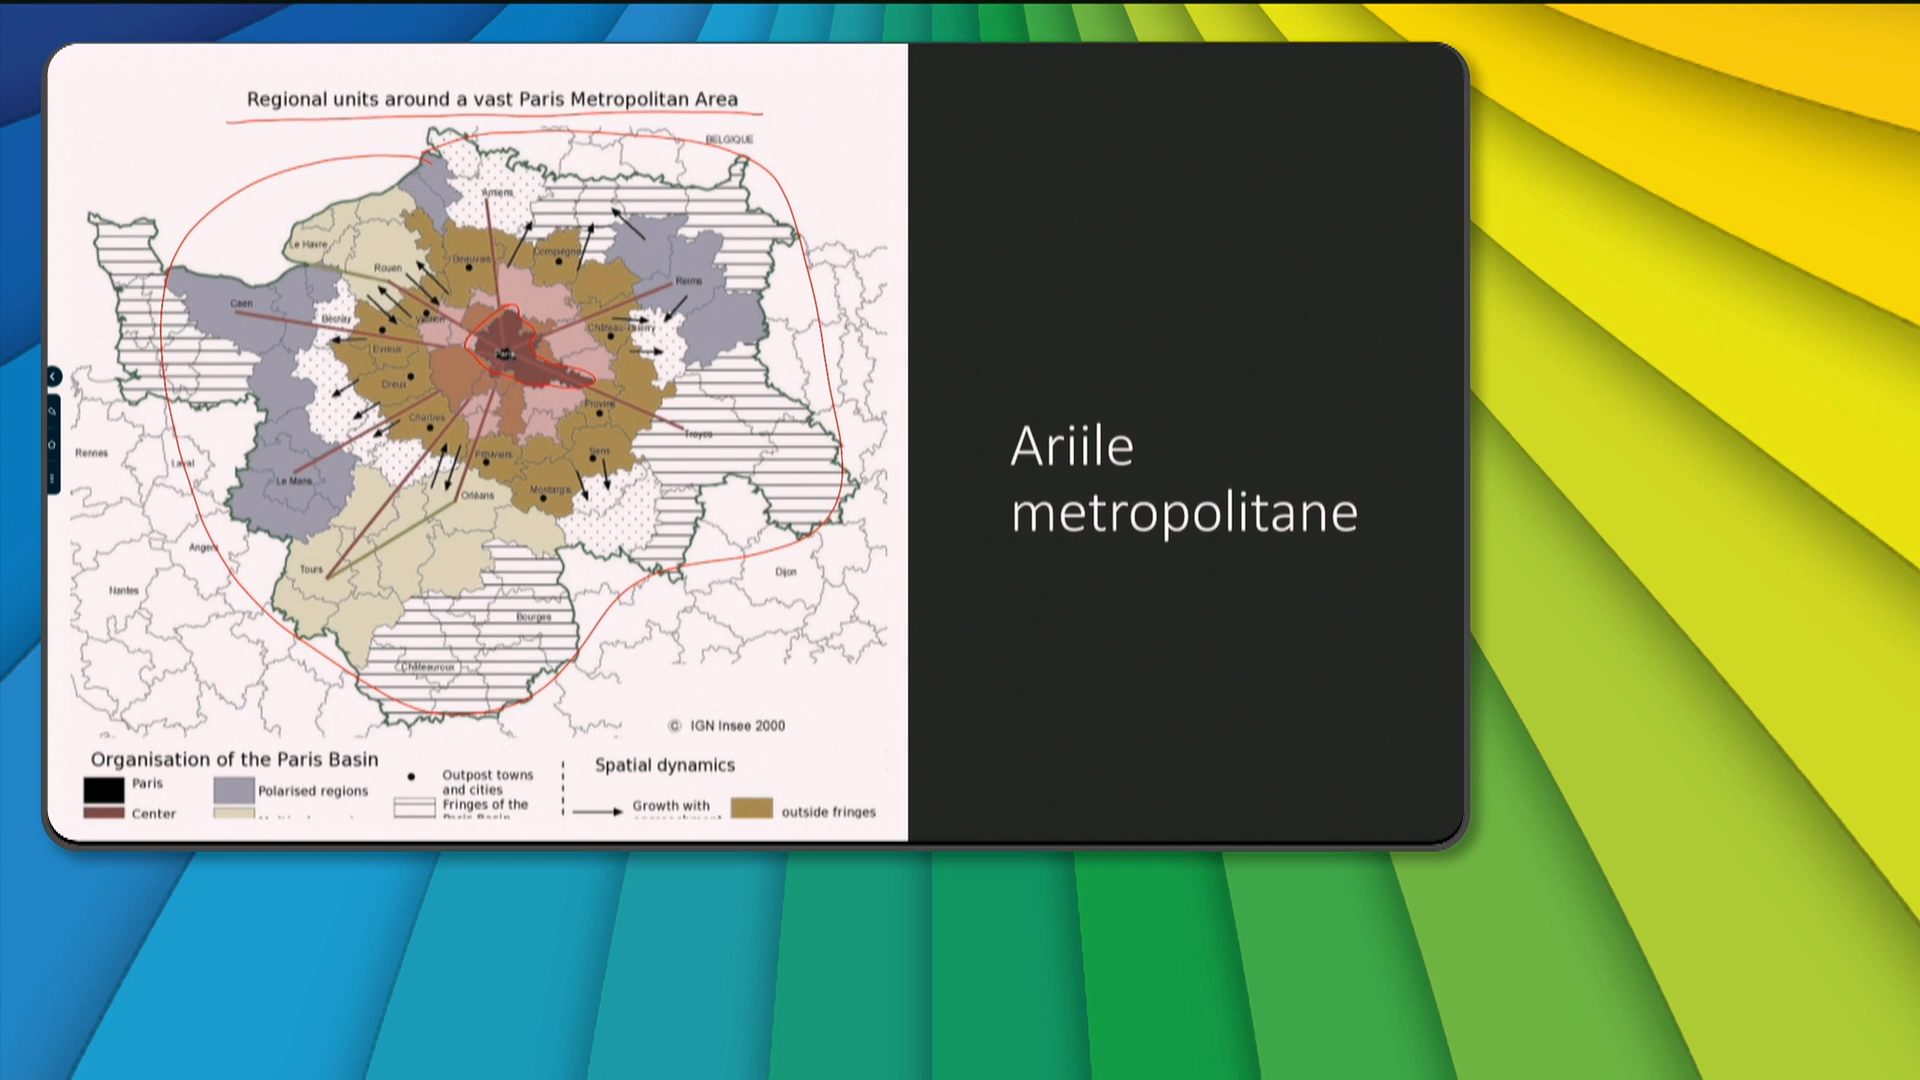 Regional units around a vast Paris Metropolitan Area
BELGIQUE
Amiens
Le Havre
Rouen
Beauvais
Compiègne
Reims
Caen
Bernay
Vernon
Château-thierry
Evreux
Paris
Dreux
Chartres
Provins
Troyes
Rennes
Laval
Le Mans
Pithiviers
Sens
Orléans
Montargis
Angers
Tours
Dijon
Nantes
Bourges
Châteauroux
© IGN Insee 2000
Organisation of the Paris Basin
Paris
Center
Polarised regions
Outpost towns
and cities
Fringes of the
Spatial dynamics
Growth with
outside fringes
Ariile
metropolitane